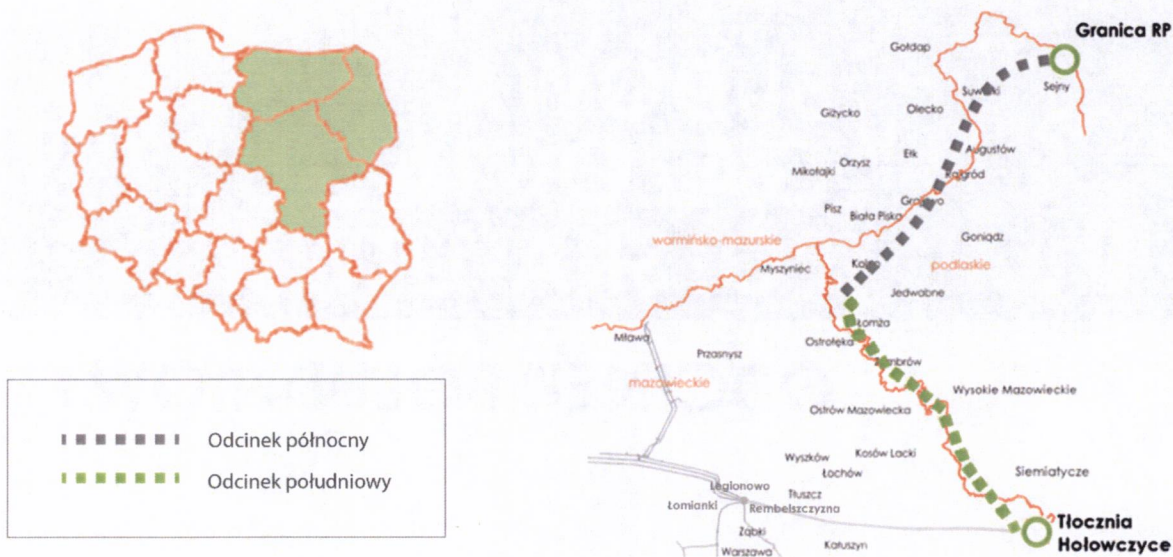 Granica RP
Gołdap
Suwałki
Sejny
Olecko
Giżycko
Augustów
Ełk
Orzysz
Mikołajki
Rajgród
Grajewo
Pisz
Biała Piska
Goniądz
warmińsko-mazurskie
Kolno
podlaskie
Myszyniec
Jedwabne
Łomża
Mława
Ostrołęka
Przasnysz
Zambrów
mazowieckie
Wysokie Mazowieckie
Ostrów Mazowiecka
Odcinek północny
Odcinek południowy
Wyszków
Kosów Lacki
Łochów
Siemiatycze
Legionowo
Tłuszcz
Łomianki
Rembelszczyzna
Ząbki
Tłocznia
Hołowczyce
Kałuszyn
Warszawa